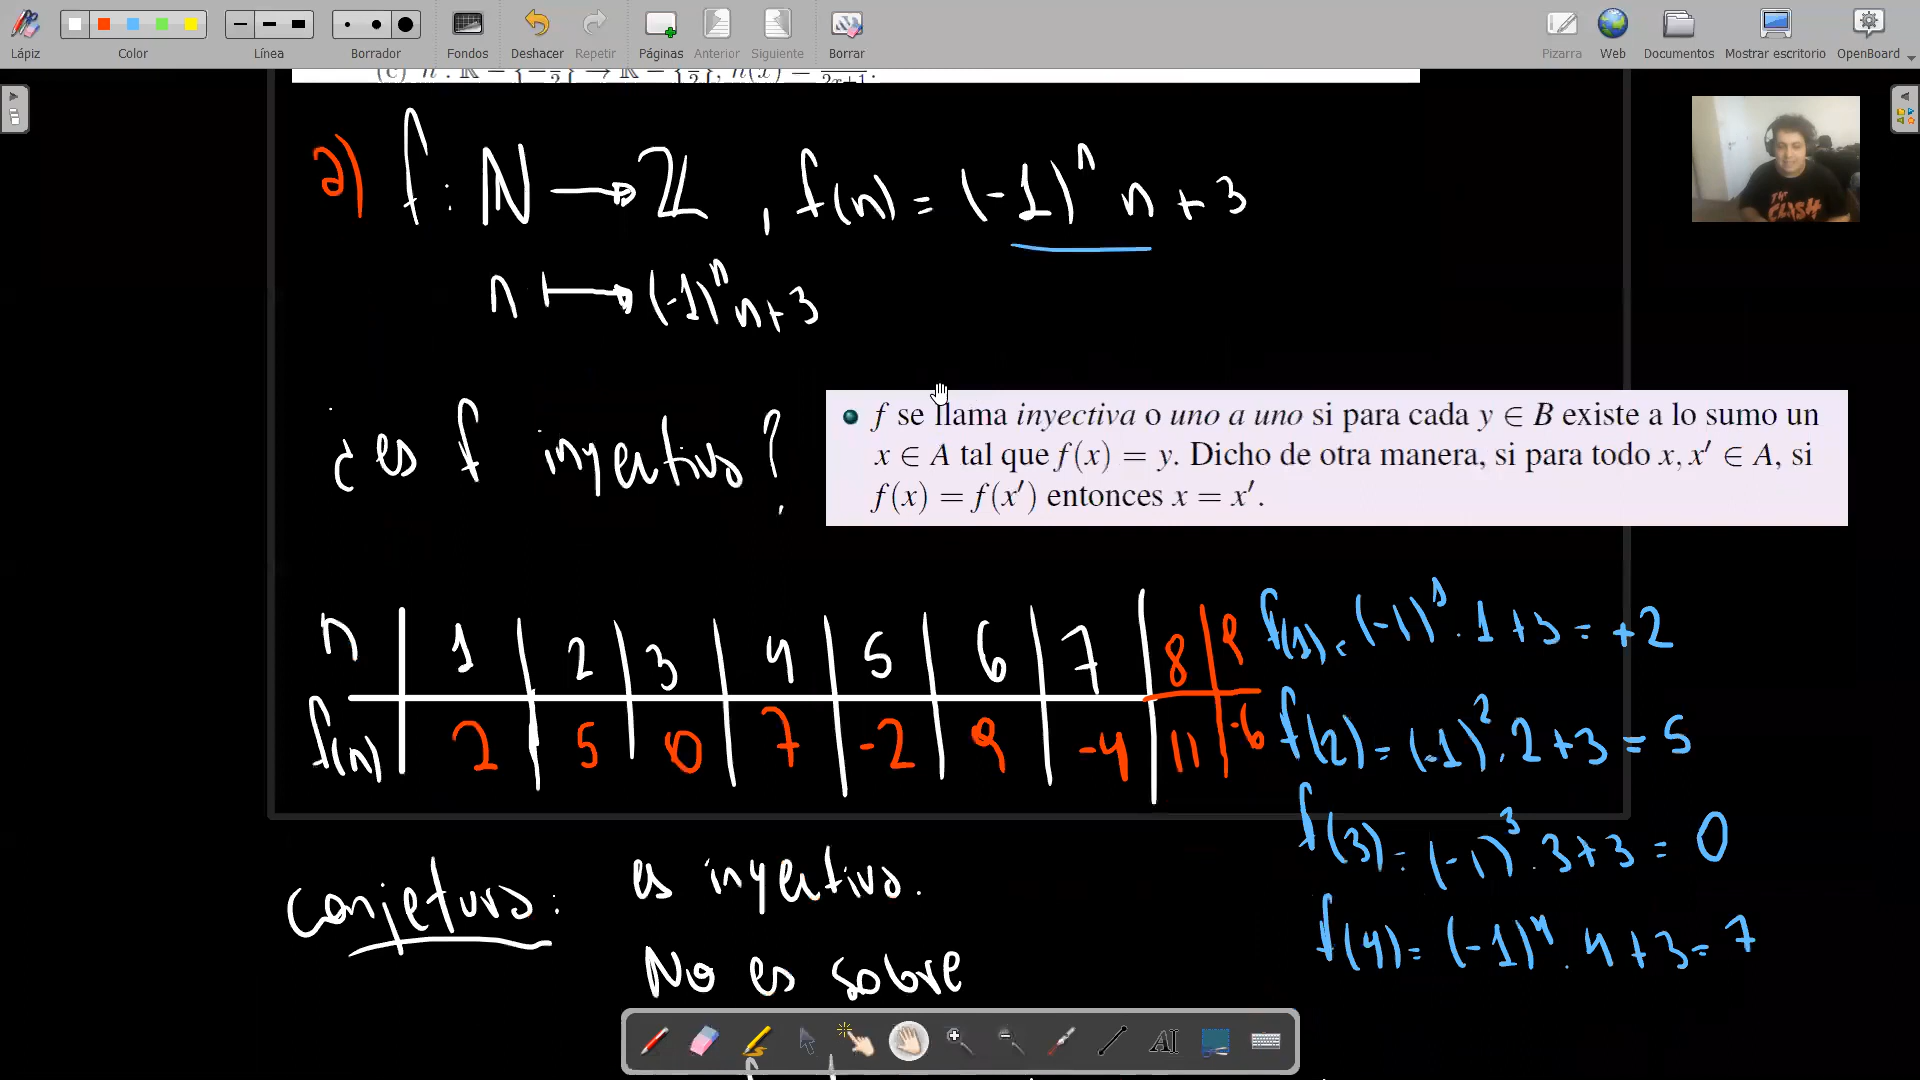 Lápiz Color Línea Borrador Fondos Deshacer Repetir Páginas Anterior Siguiente Borrar Pizarra Web Documentos Mostrar escritorio OpenBoard
a) f : ℕ → ℤ , f(n) = (-1)^n n + 3
n ↦ (-1)^n n + 3
THE CLASH
¿es f inyectiva?
f se llama inyectiva o uno a uno si para cada y ∈ B existe a lo sumo un
x ∈ A tal que f(x) = y. Dicho de otra manera, si para todo x, x′ ∈ A, si
f(x) = f(x′) entonces x = x′.
n 1 2 3 4 5 6 7 8 9
f(n) 2 5 0 7 -2 9 -4 11 -6
f(1) = (-1)^1 . 1 + 3 = +2
f(2) = (-1)^2 . 2 + 3 = 5
f(3) = (-1)^3 . 3 + 3 = 0
f(4) = (-1)^4 . 4 + 3 = 7
Conjetura: es inyectiva.
No es sobre